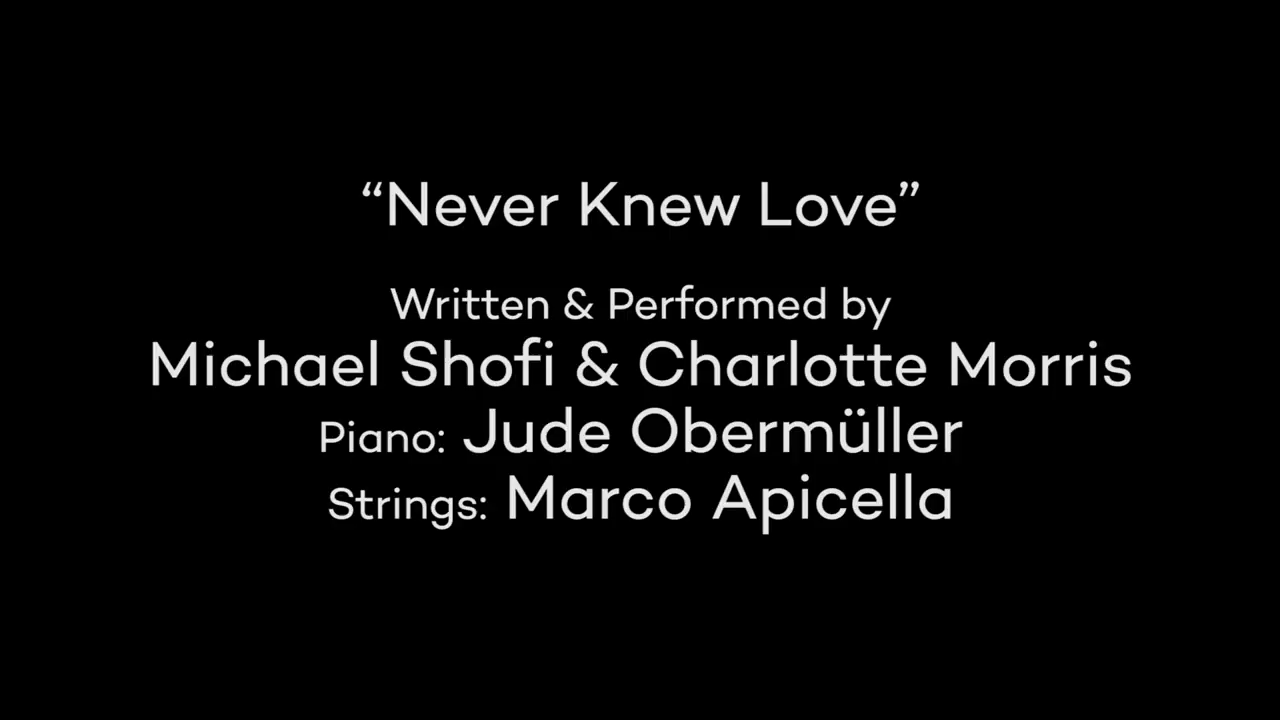 “Never Knew Love”
Written & Performed by
Michael Shofi & Charlotte Morris
Piano: Jude Obermüller
Strings: Marco Apicella